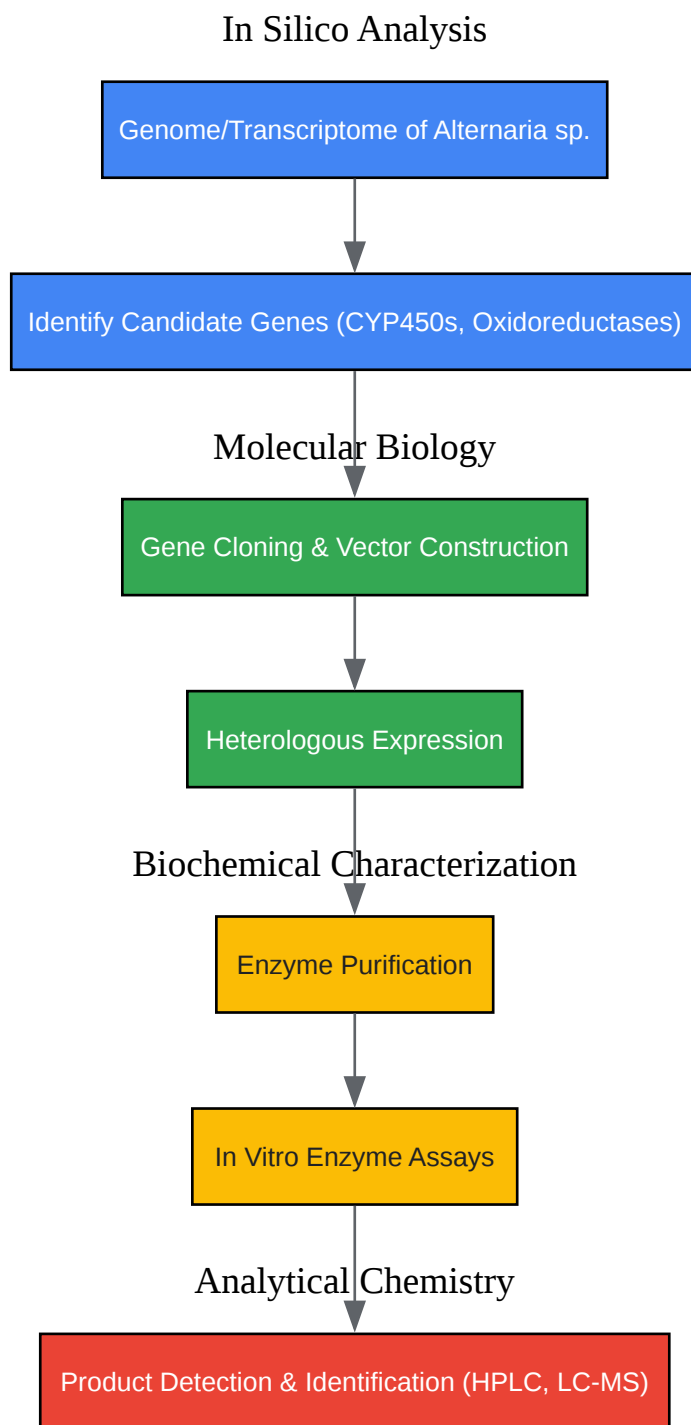 In Silico Analysis
Genome/Transcriptome of Alternaria sp.
Identify Candidate Genes (CYP450s, Oxidoreductases)
Molecular Biology
Gene Cloning & Vector Construction
Heterologous Expression
Biochemical Characterization
Enzyme Purification
In Vitro Enzyme Assays
Analytical Chemistry
Product Detection & Identification (HPLC, LC-MS)